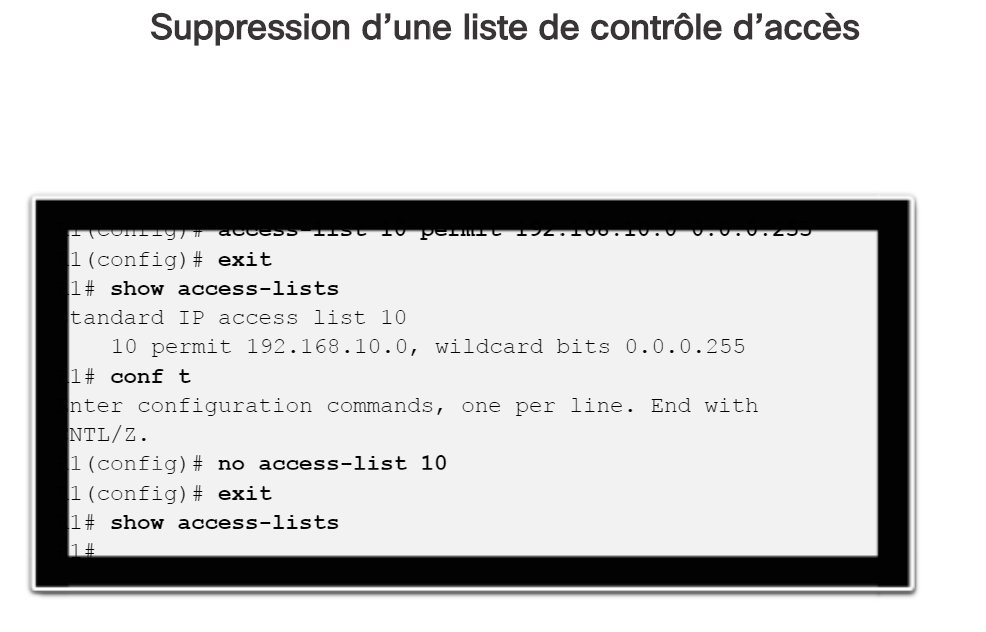 Suppression d’une liste de contrôle d’accès
1(config)# access-list 10 permit 192.168.10.0 0.0.0.255
1(config)# exit
1# show access-lists
tandard IP access list 10
10 permit 192.168.10.0, wildcard bits 0.0.0.255
1# conf t
nter configuration commands, one per line. End with
NTL/Z.
1(config)# no access-list 10
1(config)# exit
1# show access-lists
1#